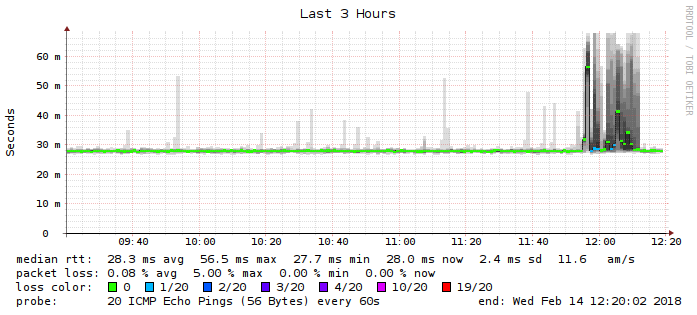 Last 3 Hours
RRDTOOL / TOBI OETIKER
Seconds
60 m
50 m
40 m
30 m
20 m
10 m
0
09:40 10:00 10:20 10:40 11:00 11:20 11:40 12:00 12:20
median rtt: 28.3 ms avg 56.5 ms max 27.7 ms min 28.0 ms now 2.4 ms sd 11.6 am/s
packet loss: 0.08 % avg 5.00 % max 0.00 % min 0.00 % now
loss color: 0 1/20 2/20 3/20 4/20 10/20 19/20
probe: 20 ICMP Echo Pings (56 Bytes) every 60s end: Wed Feb 14 12:20:02 2018